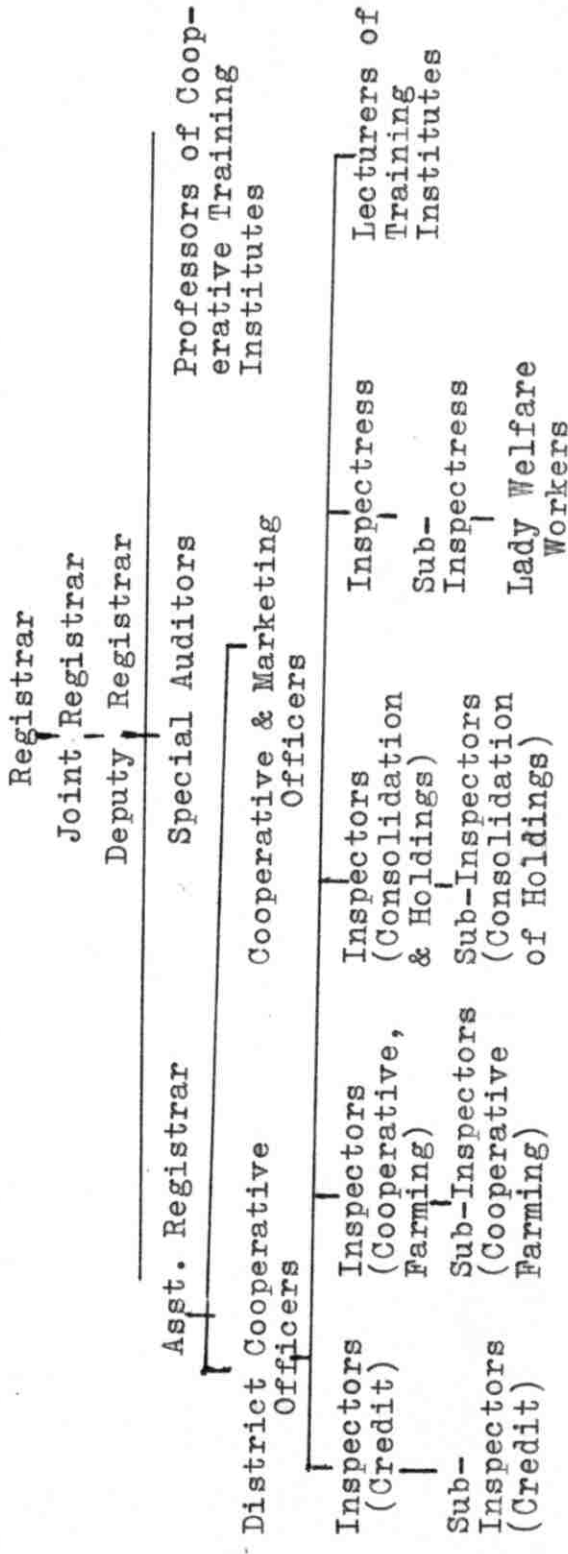 Registrar
Joint Registrar
Deputy Registrar
Asst. Registrar
Special Auditors
Professors of Coop-
erative Training
Institutes
District Cooperative
Officers
Cooperative & Marketing
Officers
Inspectors
(Credit)
Sub-
Inspectors
(Credit)
Inspectors
(Cooperative,
Farming)
Sub-Inspectors
(Cooperative
Farming)
Inspectors
(Consolidation
& Holdings)
Sub-Inspectors
(Consolidation
of Holdings)
Inspectress
Sub-
Inspectress
Lady Welfare
Workers
Lecturers of
Training
Institutes